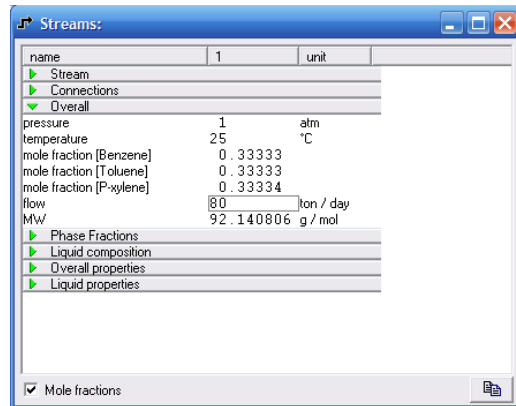 Streams:
name 1 unit
Stream
Connections
Overall
pressure 1 atm
temperature 25 °C
mole fraction [Benzene] 0.33333
mole fraction [Toluene] 0.33333
mole fraction [P-xylene] 0.33334
flow 80 ton / day
MW 92.140806 g / mol
Phase Fractions
Liquid composition
Overall properties
Liquid properties
Mole fractions